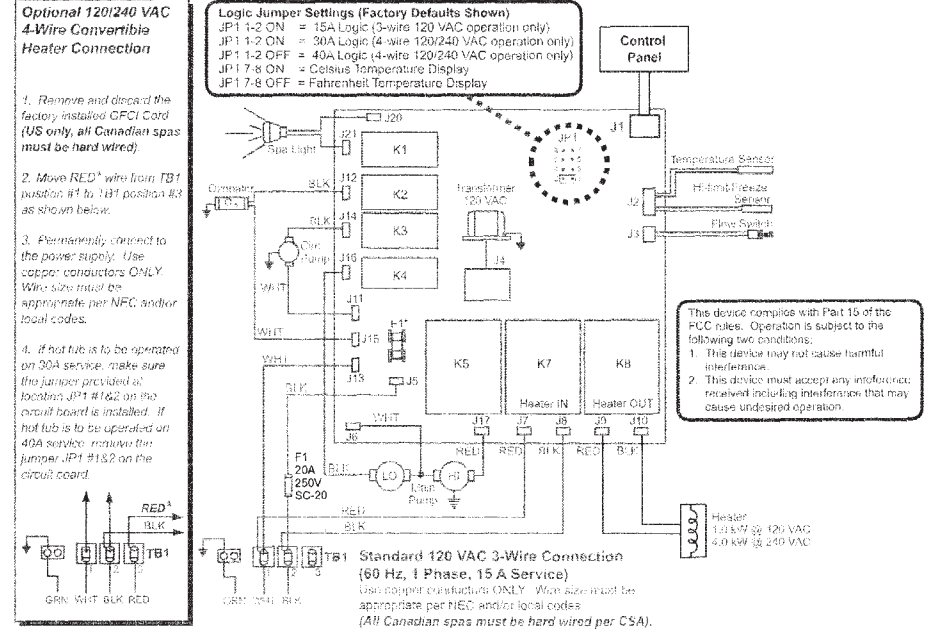 Optional 120/240 VAC
4-Wire Convertible
Heater Connection
1. Remove and discard the
factory installed GFCI Cord
(US only, all Canadian spas
must be hard wired).
2. Move RED* wire from TB1
position #1 to TB1 position #3
as shown below.
3. Permanently connect to
the power supply. Use
copper conductors ONLY.
Wire size must be
appropriate per NEC and/or
local codes.
4. If hot tub is to be operated
on 30A service, make sure
the jumper provided at
location JP1 #1&2 on the
circuit board is installed. If
hot tub is to be operated on
40A service, remove the
jumper JP1 #1&2 on the
circuit board.
RED*
BLK
TB1
1 2 3
GRN WHT BLK RED
Logic Jumper Settings (Factory Defaults Shown)
JP1 1-2 ON = 15A Logic (3-wire 120 VAC operation only)
JP1 1-2 ON = 30A Logic (4-wire 120/240 VAC operation only)
JP1 1-2 OFF = 40A Logic (4-wire 120/240 VAC operation only)
JP1 7-8 ON = Celsius Temperature Display
JP1 7-8 OFF = Fahrenheit Temperature Display
Control
Panel
J1
J20
J21
Spa Light
K1
JP1
Temperature Sensor
Ozonator
BLK
J12
K2
Transformer
120 VAC
Hi-limit/Freeze
Sensor
J2
BLK
J14
K3
Flow Switch
J3
Circ
Pump
J16
K4
J4
WHT
J11
WHT
J15
F1*
WHT
J13
K5
K7
K8
J5
BLK
Heater IN
Heater OUT
WHT
J6
J17
J7
J8
J9
J10
RED
RED
BLK
RED
BLK
F1
20A
250V
SC-20
BLK
LO
Main
Pump
HI
RED
BLK
This device complies with Part 15 of the
FCC rules. Operation is subject to the
following two conditions:
1. This device may not cause harmful
interference.
2. This device must accept any inteference
received including interference that may
cause undesired operation.
Heater
1.0 kW @ 120 VAC
4.0 kW @ 240 VAC
TB1
1 2 3
GRN WHT BLK
Standard 120 VAC 3-Wire Connection
(60 Hz, 1 Phase, 15 A Service)
Use copper conductors ONLY. Wire size must be
appropriate per NEC and/or local codes
(All Canadian spas must be hard wired per CSA).